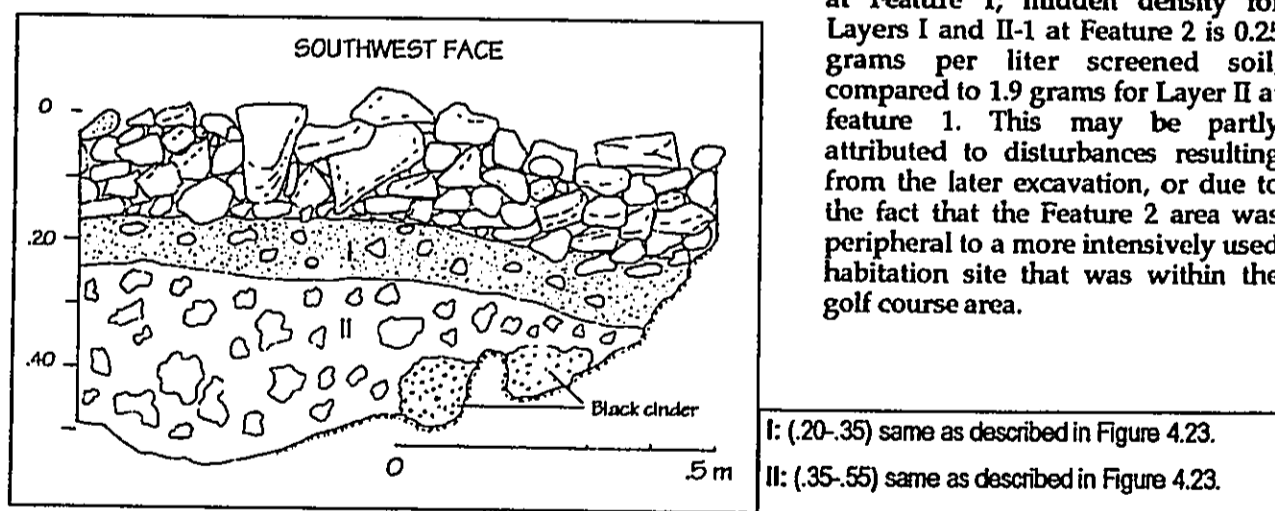 SOUTHWEST FACE
0
.20
.40
I
II
Black cinder
0 .5 m
at Feature 1, midden density for
Layers I and II-1 at Feature 2 is 0.25
grams per liter screened soil,
compared to 1.9 grams for Layer II at
feature 1. This may be partly
attributed to disturbances resulting
from the later excavation, or due to
the fact that the Feature 2 area was
peripheral to a more intensively used
habitation site that was within the
golf course area.
I: (.20-.35) same as described in Figure 4.23.
II: (.35-.55) same as described in Figure 4.23.